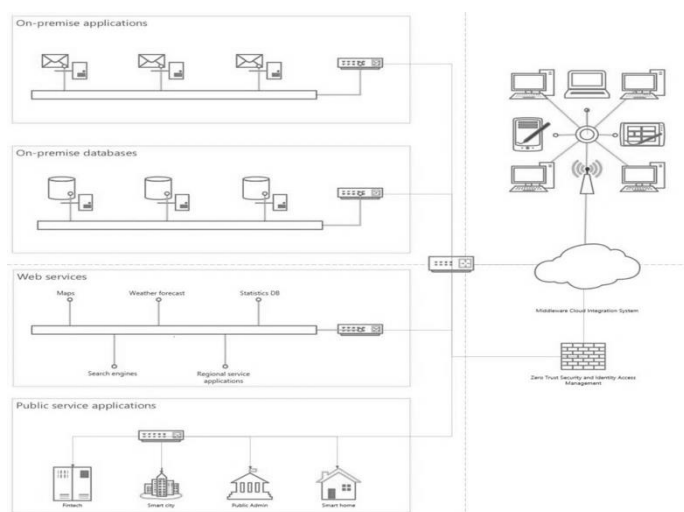 On-premise applications
On-premise databases
Web services
Maps
Weather forecast
Statistics DB
Search engines
Regional service
applications
Public service applications
Fintech
Smart city
Public Admin
Smart home
Middleware Cloud Integration System
Zero Trust Security and Identity Access
Management